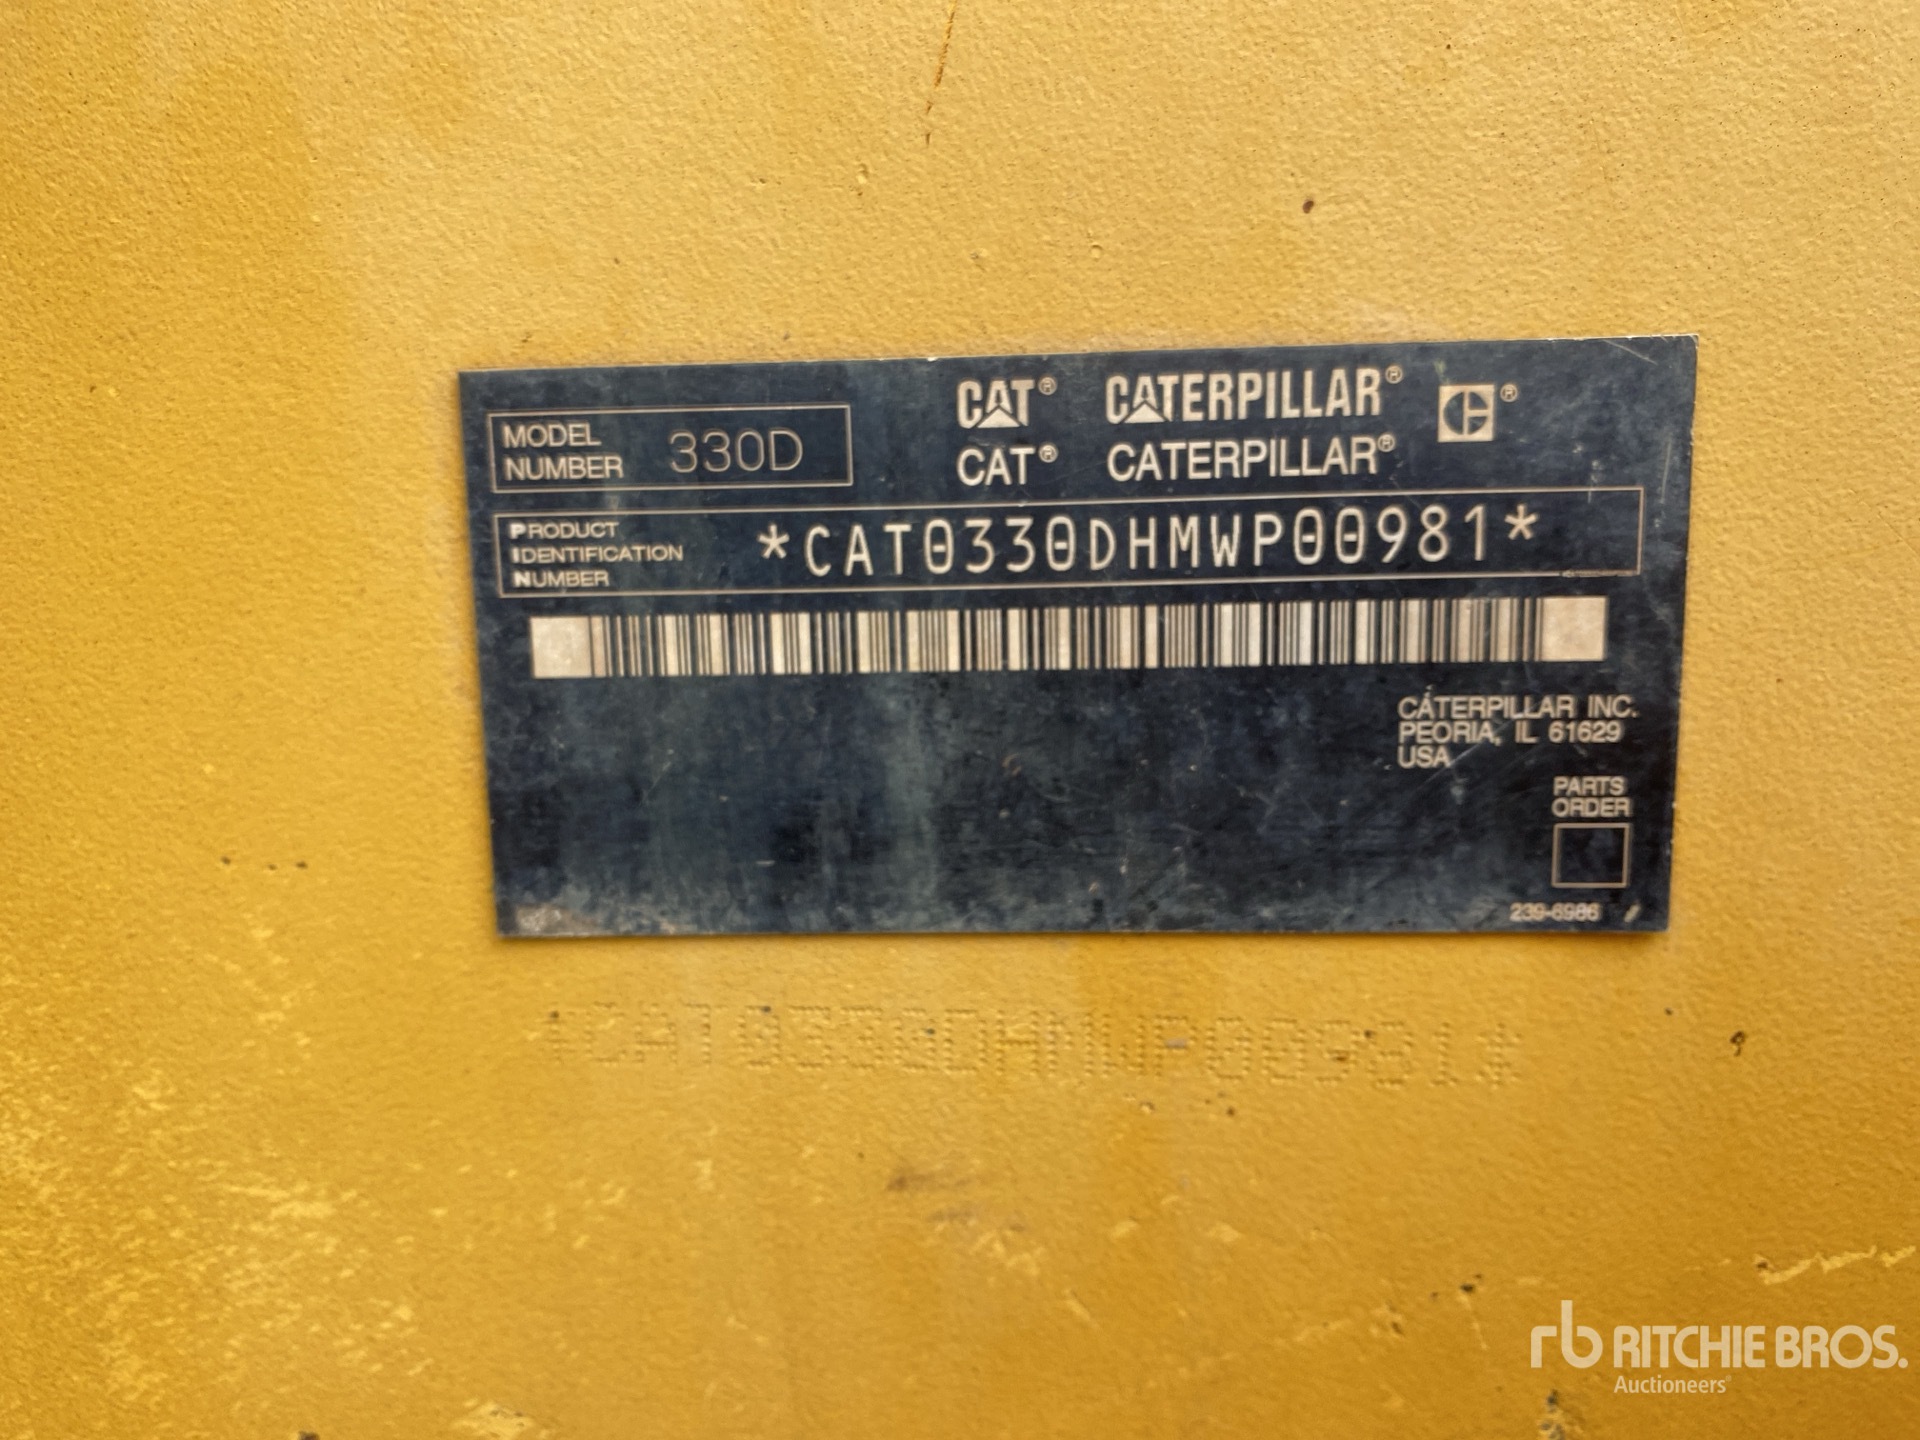 MODEL NUMBER 330D
CAT® CATERPILLAR® ®
CAT® CATERPILLAR®
PRODUCT
IDENTIFICATION
NUMBER
*CAT0330DHMWP00981*
CATERPILLAR INC.
PEORIA, IL 61629
USA
PARTS
ORDER
239-6986
*CAT0330DHMWP00981*
rb RITCHIE BROS.
Auctioneers